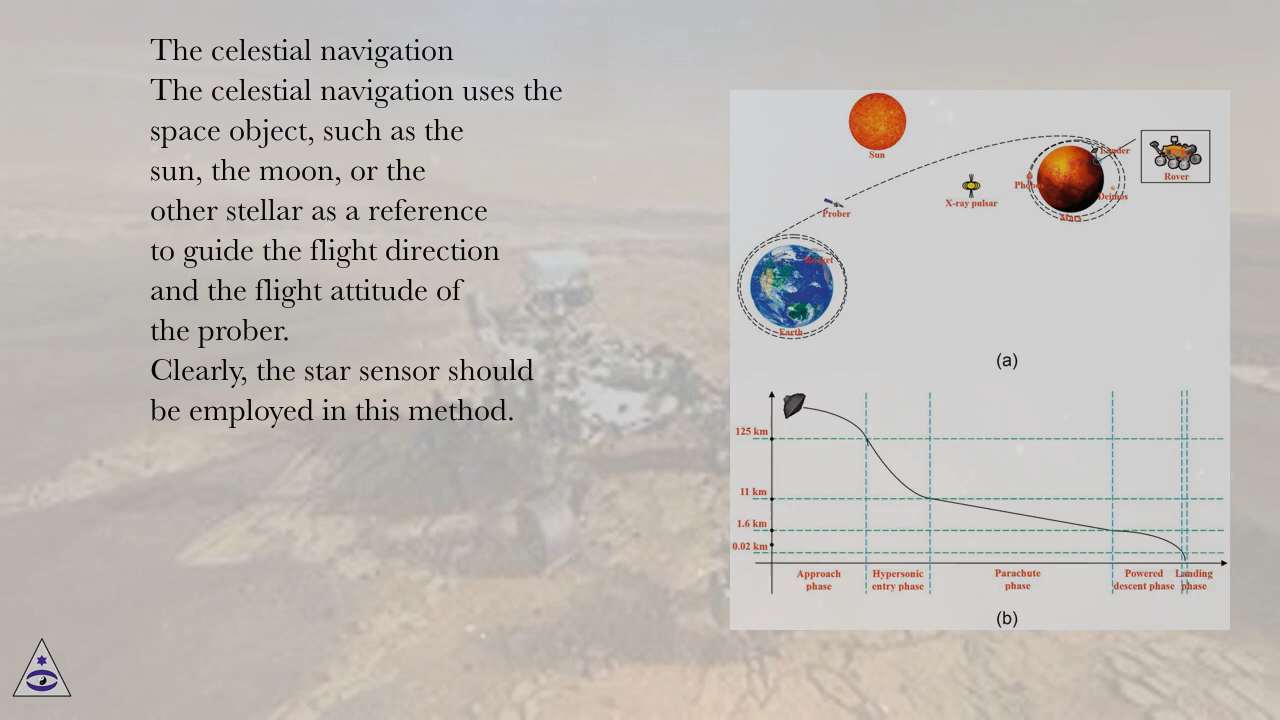 The celestial navigation
The celestial navigation uses the
space object, such as the
sun, the moon, or the
other stellar as a reference
to guide the flight direction
and the flight attitude of
the prober.
Clearly, the star sensor should
be employed in this method.
Sun
Lander
Rover
Phobos
Deimos
X-ray pulsar
Mars
Prober
Rocket
Earth
(a)
125 km
11 km
1.6 km
0.02 km
Approach
phase
Hypersonic
entry phase
Parachute
phase
Powered
descent phase
Landing
phase
(b)